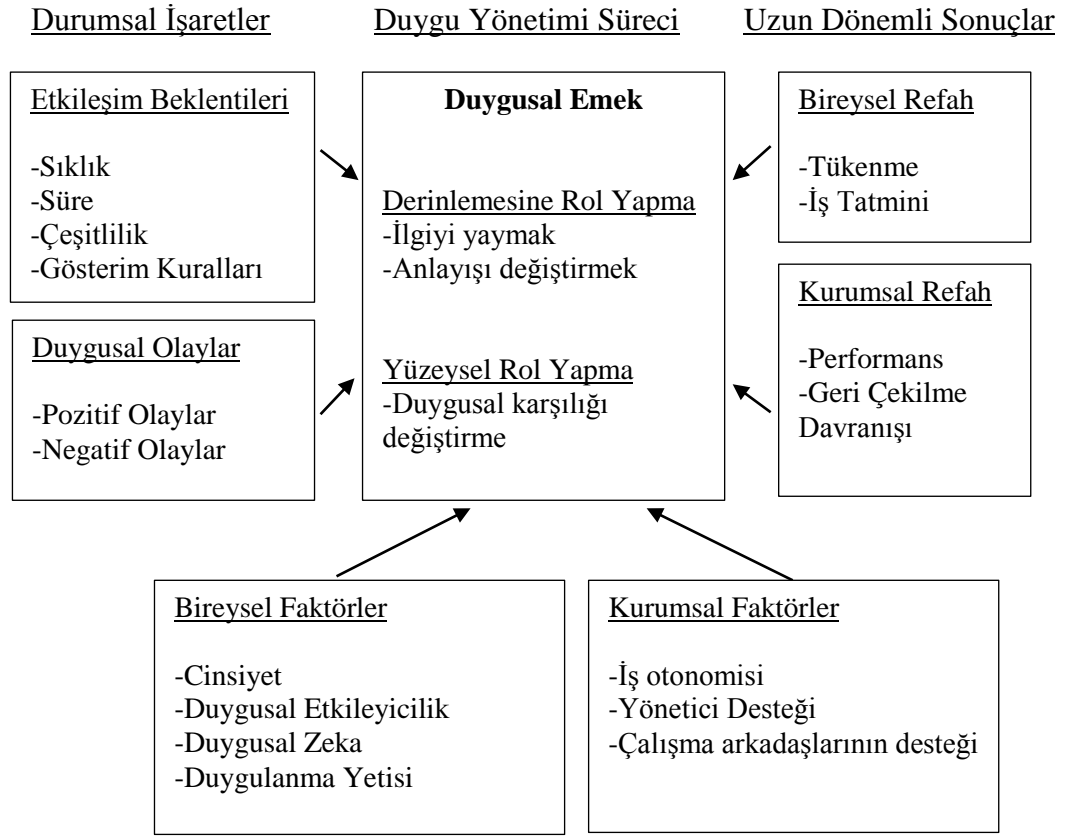 Durumsal İşaretler
Duygu Yönetimi Süreci
Uzun Dönemli Sonuçlar
Etkileşim Beklentileri
-Sıklık
-Süre
-Çeşitlilik
-Gösterim Kuralları
Duygusal Olaylar
-Pozitif Olaylar
-Negatif Olaylar
Duygusal Emek
Derinlemesine Rol Yapma
-İlgiyi yaymak
-Anlayışı değiştirmek
Yüzeysel Rol Yapma
-Duygusal karşılığı
değiştirme
Bireysel Refah
-Tükenme
-İş Tatmini
Kurumsal Refah
-Performans
-Geri Çekilme
Davranışı
Bireysel Faktörler
-Cinsiyet
-Duygusal Etkileyicilik
-Duygusal Zeka
-Duygulanma Yetisi
Kurumsal Faktörler
-İş otonomisi
-Yönetici Desteği
-Çalışma arkadaşlarının desteği